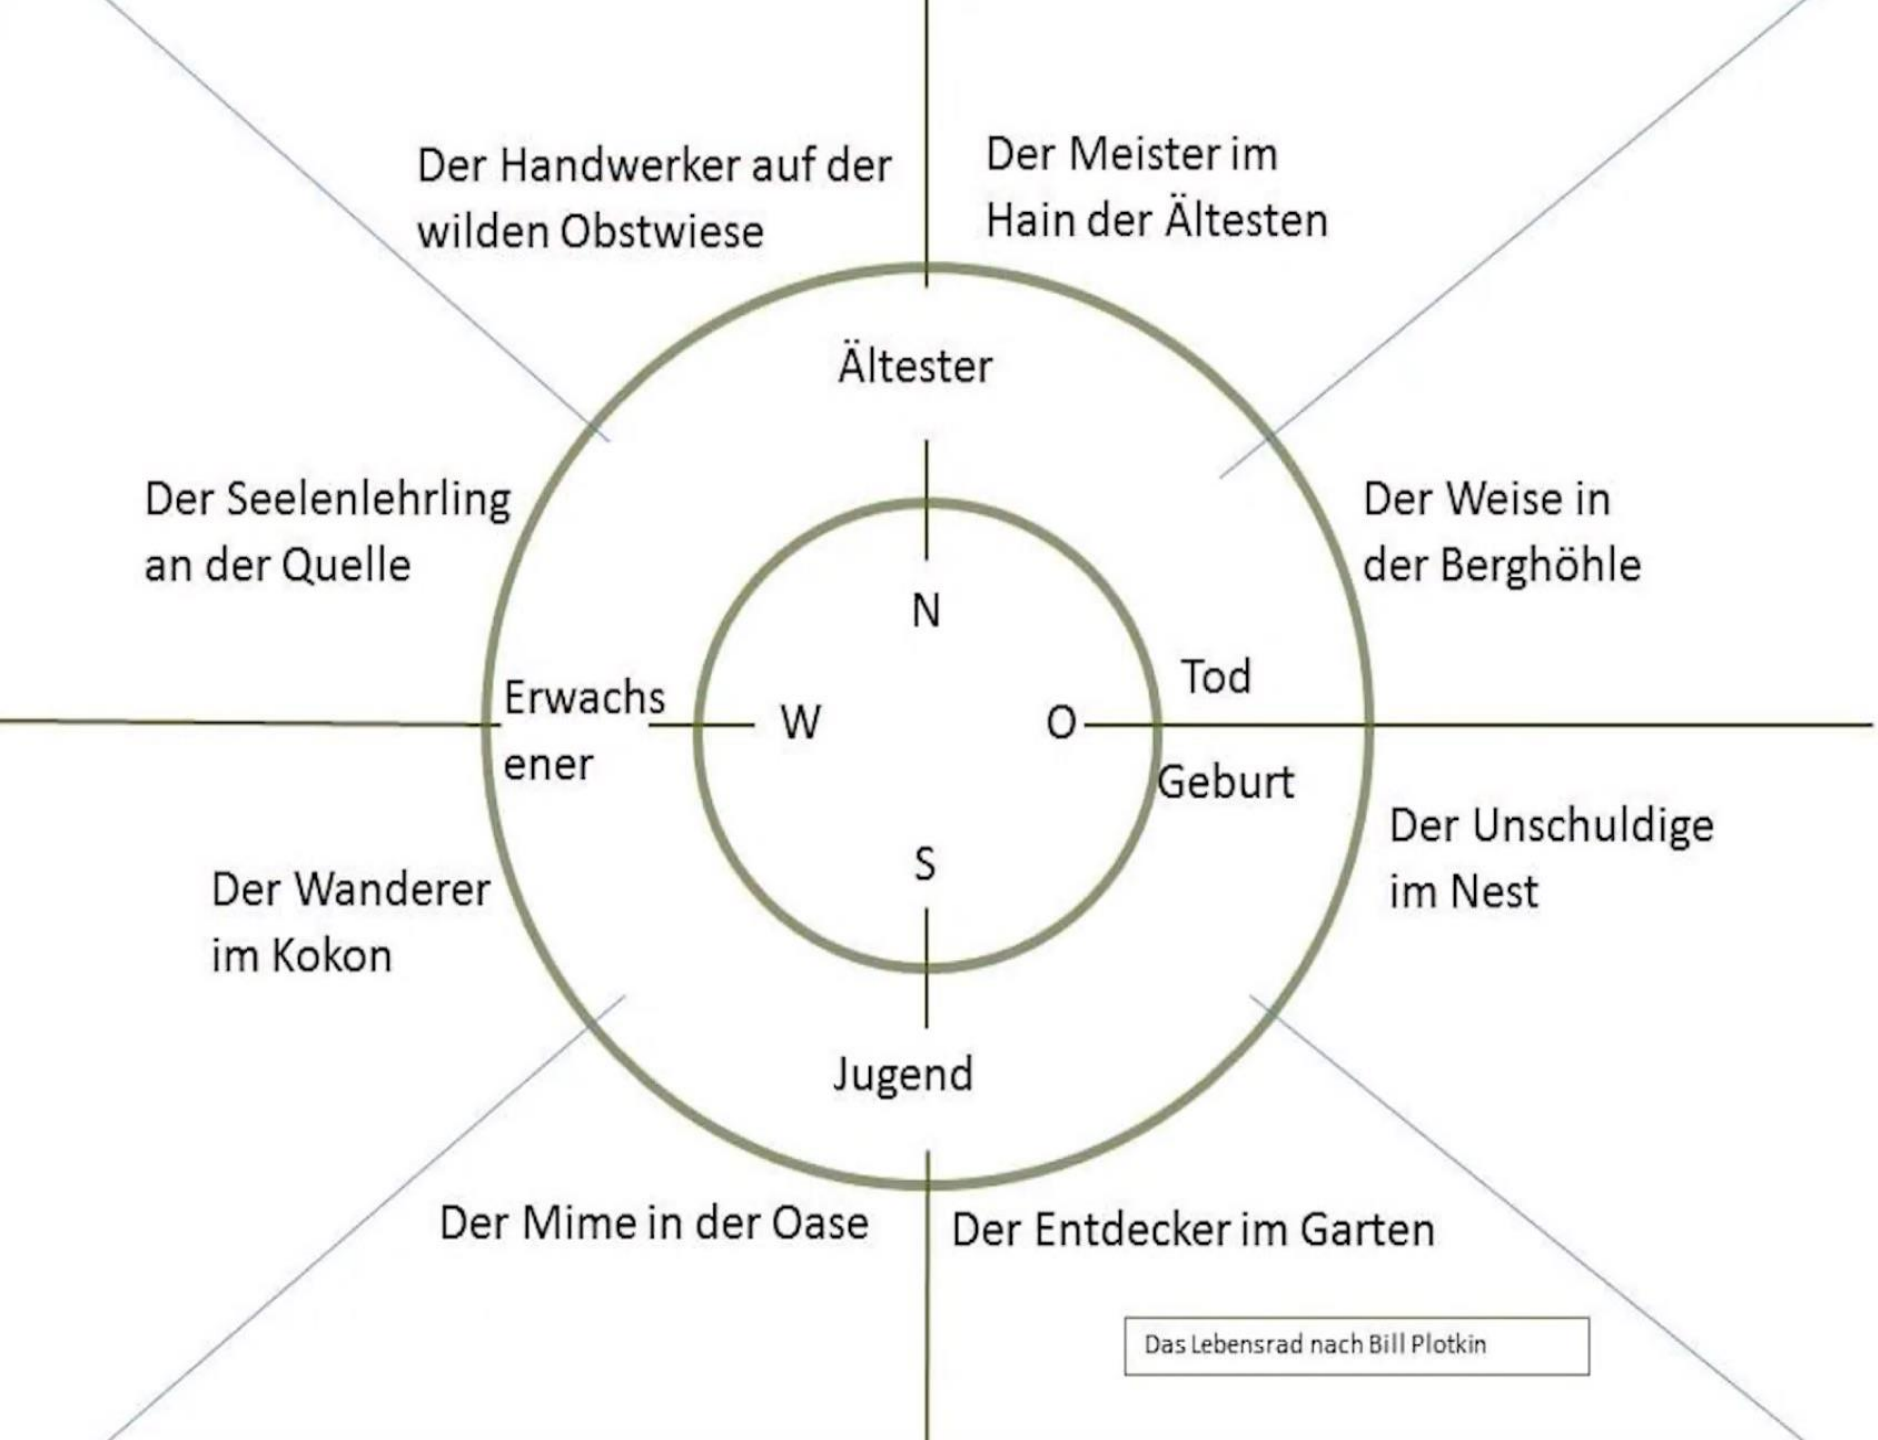 Der Handwerker auf der
wilden Obstwiese
Der Meister im
Hain der Ältesten
Ältester
Der Seelenlehrling
an der Quelle
Der Weise in
der Berghöhle
N
Erwachs
ener
W
O
Tod
Geburt
Der Unschuldige
im Nest
S
Der Wanderer
im Kokon
Jugend
Der Mime in der Oase
Der Entdecker im Garten
Das Lebensrad nach Bill Plotkin